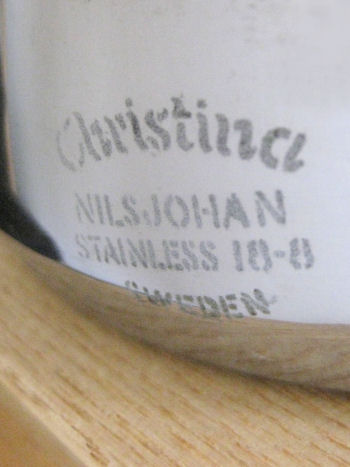 Christina
NILSJOHAN
STAINLESS 18-8
SWEDEN